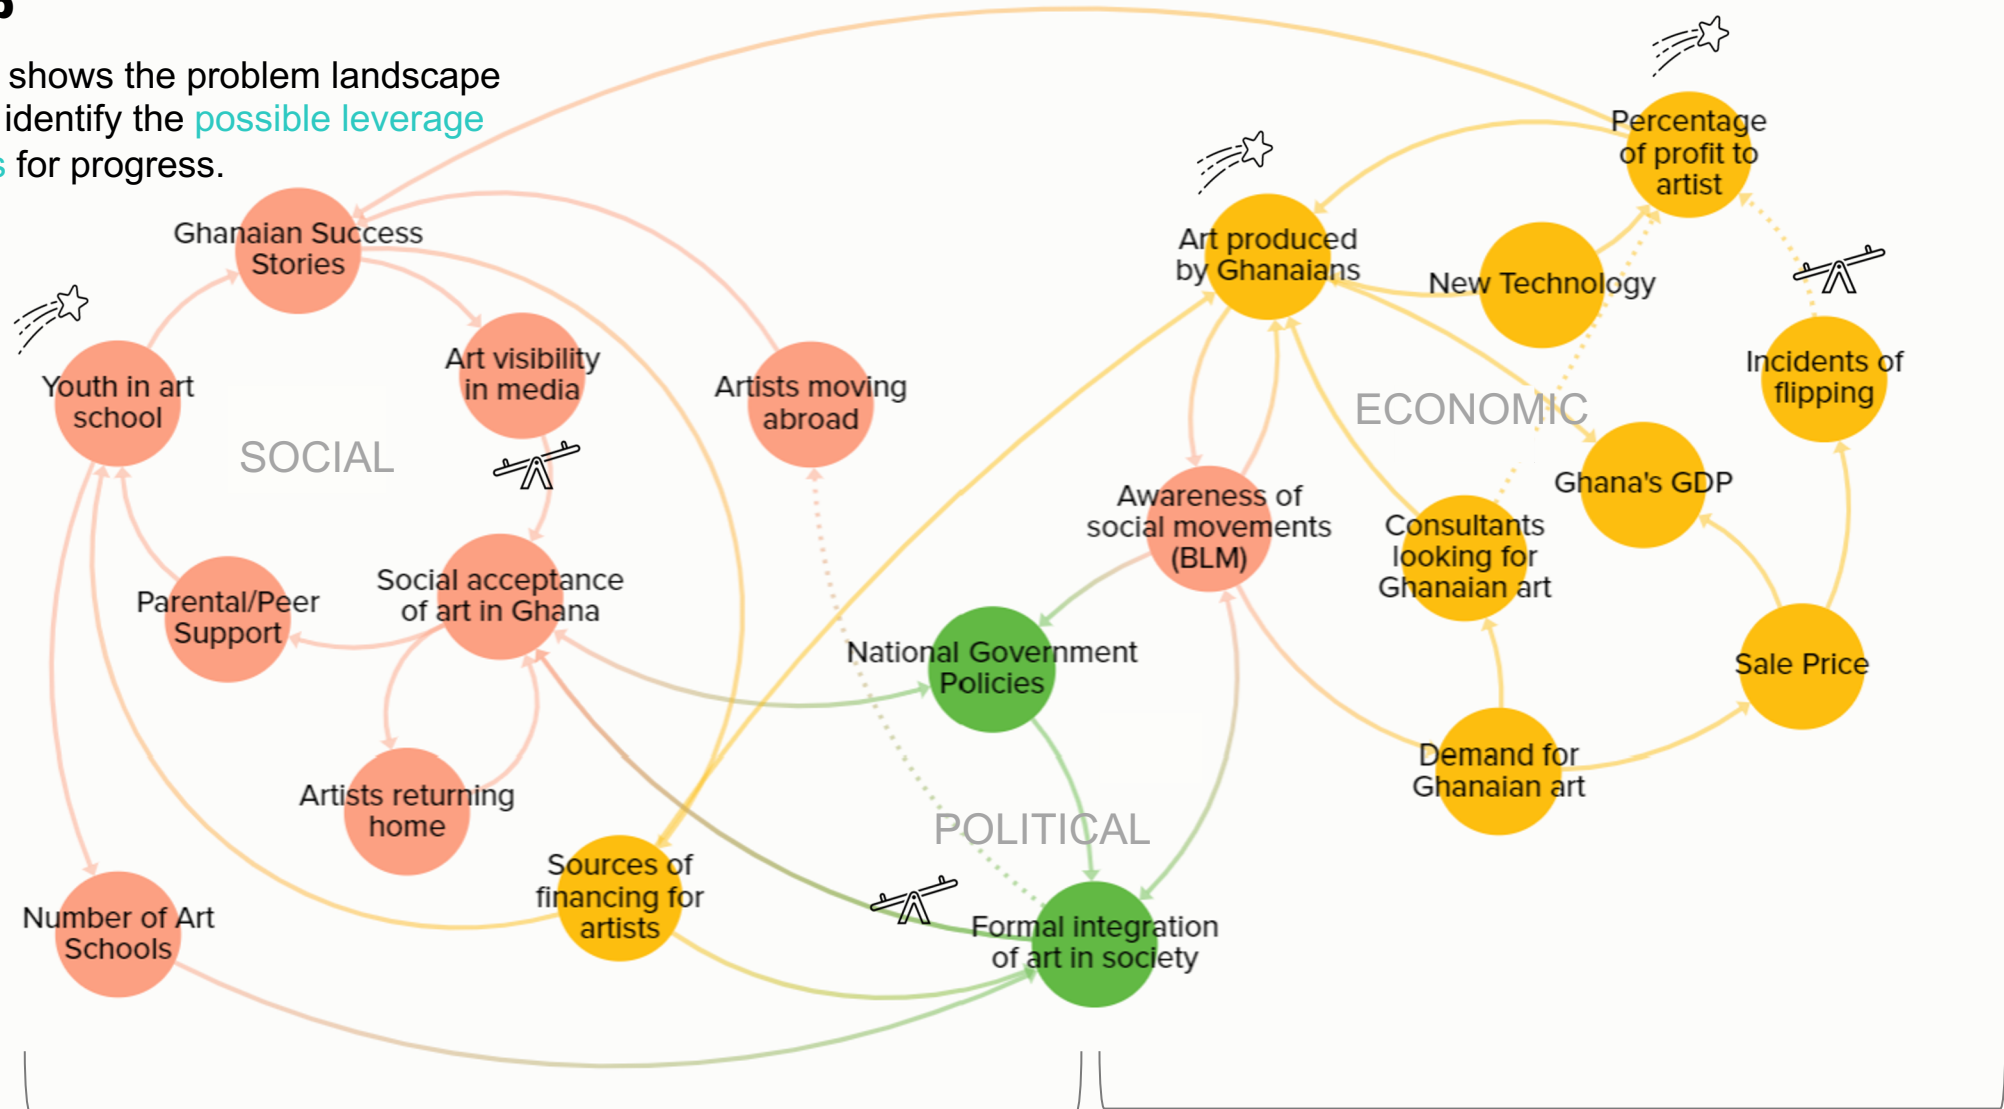 shows the problem landscape
identify the possible leverage
s for progress.
Percentage
of profit to
artist
Ghanaian Success
Stories
Art produced
by Ghanaians
New Technology
Youth in art
school
Art visibility
in media
Artists moving
abroad
Incidents of
flipping
SOCIAL
ECONOMIC
Ghana's GDP
Awareness of
social movements
(BLM)
Consultants
looking for
Ghanaian art
Parental/Peer
Support
Social acceptance
of art in Ghana
National Government
Policies
Sale Price
Demand for
Ghanaian art
Artists returning
home
POLITICAL
Sources of
financing for
artists
Number of Art
Schools
Formal integration
of art in society